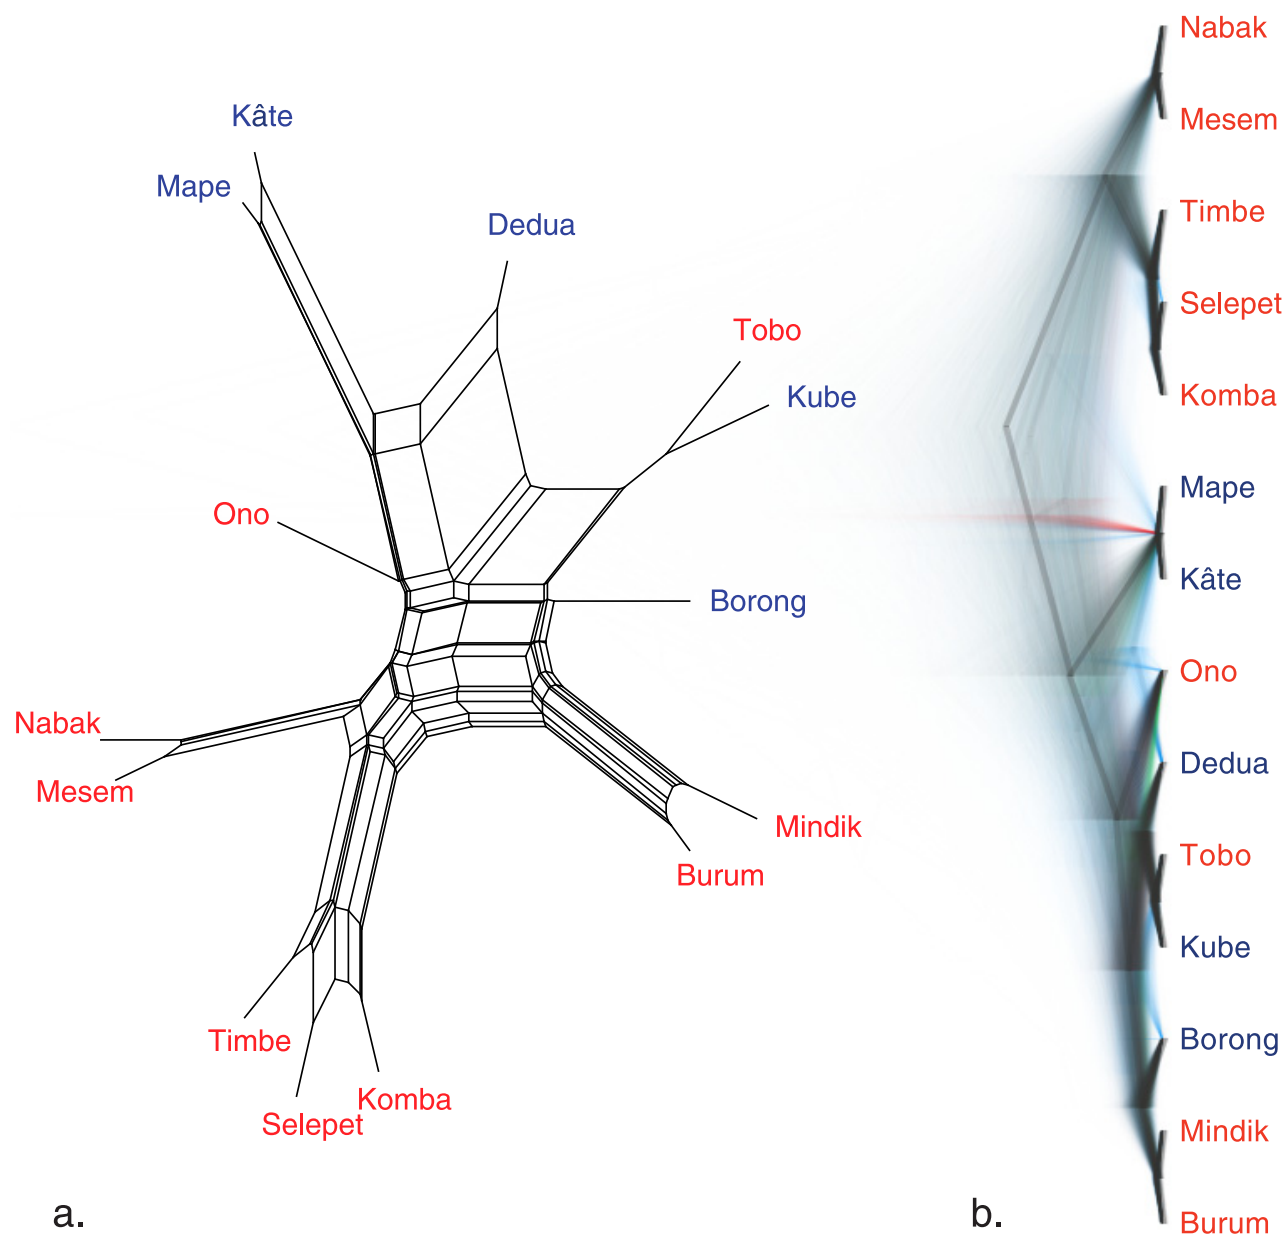 Kâte
Mape
Dedua
Tobo
Kube
Ono
Borong
Nabak
Mesem
Mindik
Burum
Timbe
Komba
Selepet
a.
Nabak
Mesem
Timbe
Selepet
Komba
Mape
Kâte
Ono
Dedua
Tobo
Kube
Borong
Mindik
Burum
b.